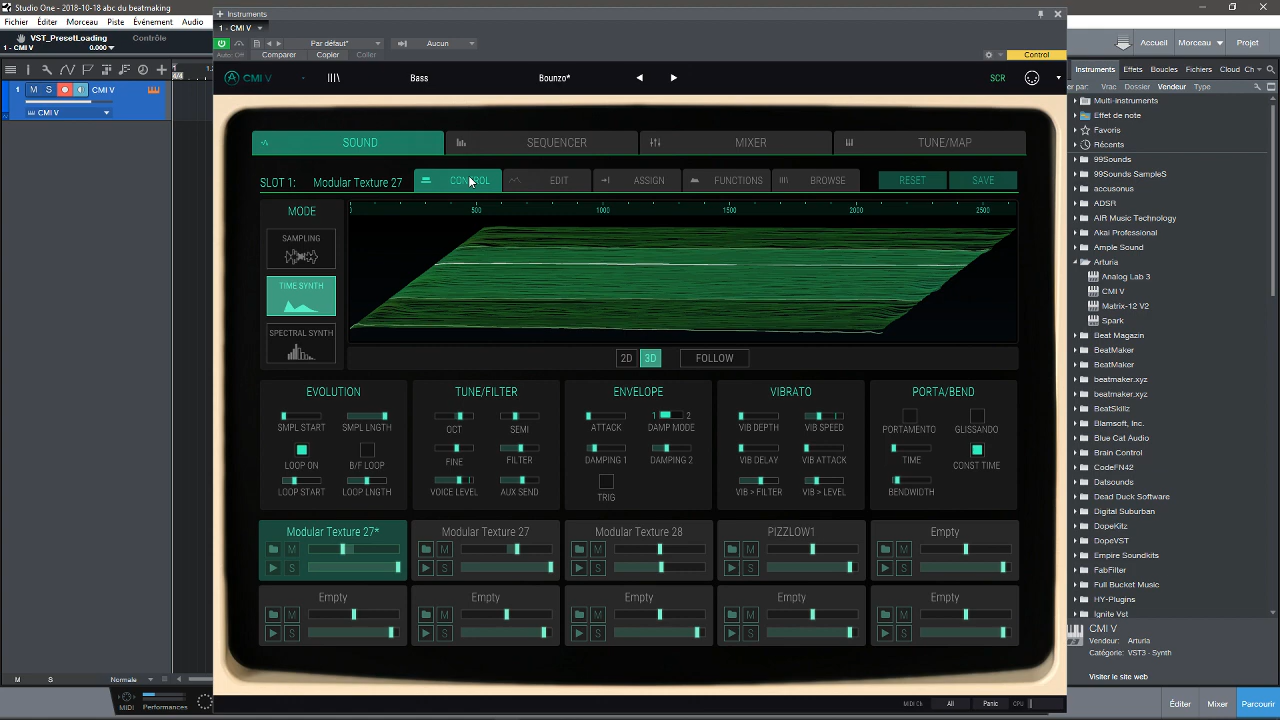 Studio One - 2018-10-18 abc du beatmaking
Instruments
1 - CMI V
Fichier Éditer Morceau Piste Événement Audio
VST_PresetLoading Contrôle
1 - CMI V 0.000
Par défaut* Aucun
Auto: Off Comparer Copier Coller
Control
Accueil Morceau Projet
CMI V Bass Bounzo* SCR
Instruments Effets Boucles Fichiers Cloud Ch
er par: Vrac Dossier Vendeur Type
1 M S CMI V
CMI V
SOUND SEQUENCER MIXER TUNE/MAP
SLOT 1: Modular Texture 27 CONTROL EDIT ASSIGN FUNCTIONS BROWSE RESET SAVE
MODE
0 500 1000 1500 2000 2500
SAMPLING
TIME SYNTH
SPECTRAL SYNTH
2D 3D FOLLOW
EVOLUTION TUNE/FILTER ENVELOPE VIBRATO PORTA/BEND
1 2
SMPL START SMPL LNGTH OCT SEMI ATTACK DAMP MODE VIB DEPTH VIB SPEED PORTAMENTO GLISSANDO
LOOP ON B/F LOOP FINE FILTER DAMPING 1 DAMPING 2 VIB DELAY VIB ATTACK TIME CONST TIME
LOOP START LOOP LNGTH VOICE LEVEL AUX SEND TRIG VIB > FILTER VIB > LEVEL BENDWIDTH
Modular Texture 27* Modular Texture 27 Modular Texture 28 PIZZLOW1 Empty
M M M M M
S S S S S
Empty Empty Empty Empty Empty
M M M M M
S S S S S
Multi-instruments
Effet de note
Favoris
Récents
99Sounds
99Sounds SampleS
accusonus
ADSR
AIR Music Technology
Akai Professional
Ample Sound
Arturia
Analog Lab 3
CMI V
Matrix-12 V2
Spark
Beat Magazin
BeatMaker
BeatMaker
beatmaker.xyz
beatmaker.xyz
BeatSkillz
Blamsoft, Inc.
Blue Cat Audio
Brain Control
CodeFN42
Datsounds
Dead Duck Software
Digital Suburban
DopeKitz
DopeVST
Empire Soundkits
FabFilter
Full Bucket Music
HY-Plugins
Ignite Vst
CMI V
Vendeur: Arturia
Catégorie: VST3 - Synth
Visiter le site web
M S Normale
MIDI Performances
MIDI Ch. All Panic CPU
Éditer Mixer Parcourir